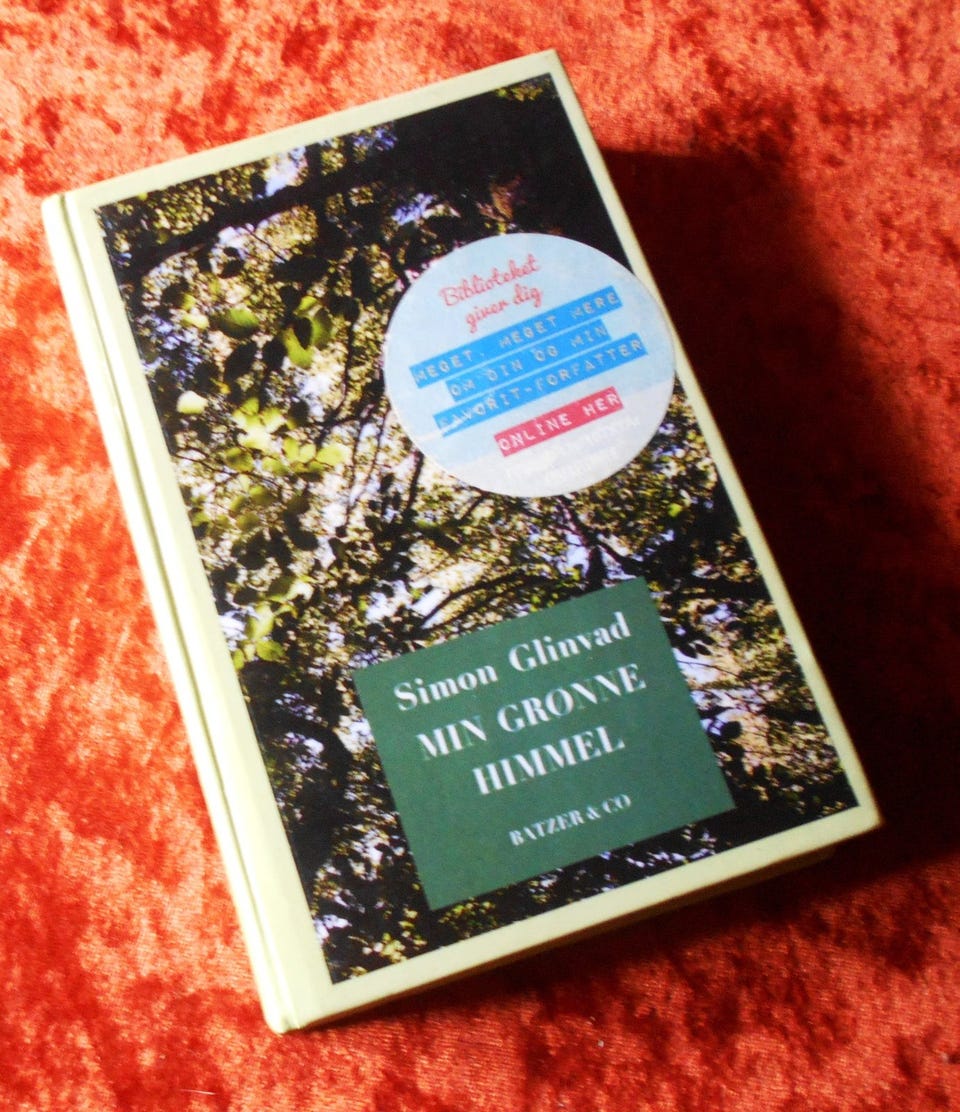 Biblioteket
giver dig
MEGET, MEGET MERE
OM DIN OG MIN
FAVORIT-FORFATTER
ONLINE HER
Simon Glinvad
MIN GRØNNE
HIMMEL
BATZER & CO